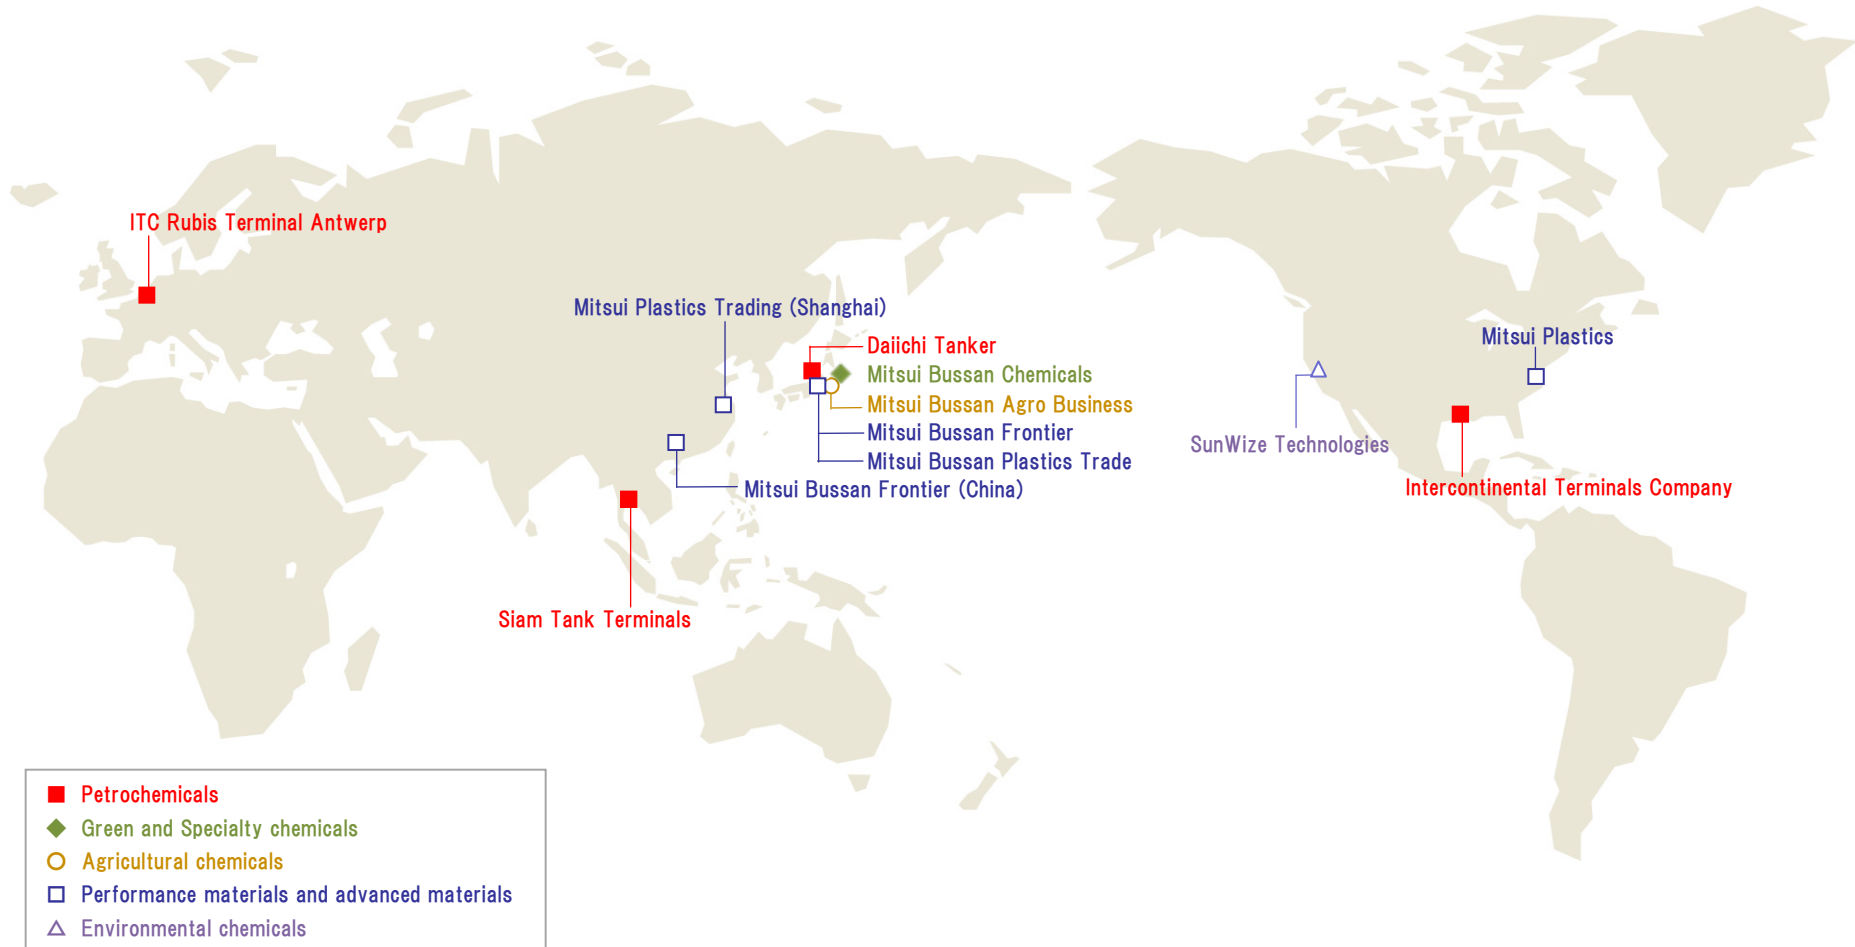 ITC Rubis Terminal Antwerp
Mitsui Plastics Trading (Shanghai)
Daiichi Tanker
Mitsui Bussan Chemicals
Mitsui Bussan Agro Business
Mitsui Bussan Frontier
Mitsui Bussan Plastics Trade
Mitsui Bussan Frontier (China)
Siam Tank Terminals
Mitsui Plastics
SunWize Technologies
Intercontinental Terminals Company
Petrochemicals
Green and Specialty chemicals
Agricultural chemicals
Performance materials and advanced materials
Environmental chemicals